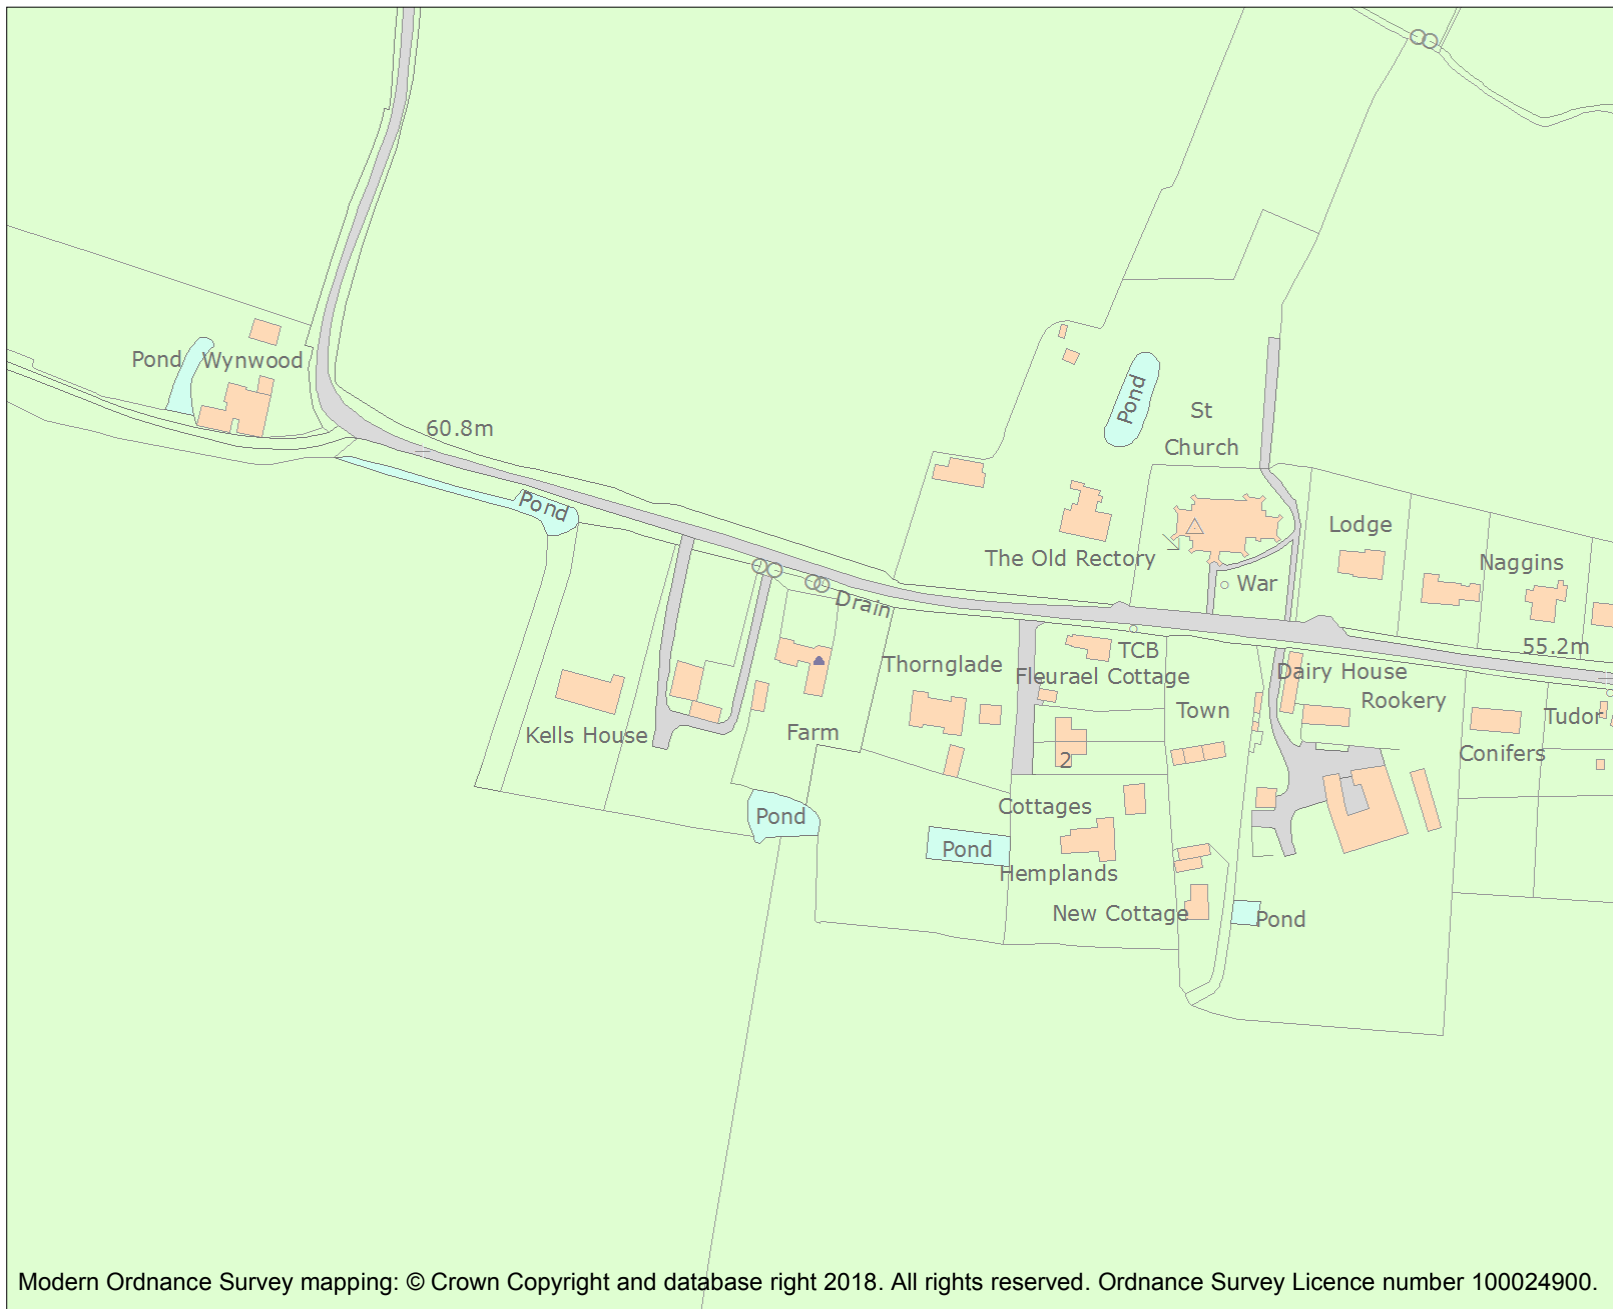 Pond
Wynwood
60.8m
Pond
Pond
St
Church
The Old Rectory
War
Lodge
Naggins
Drain
55.2m
Thornglade
TCB
Fleurael Cottage
Dairy House
Rookery
Town
Tudor
Kells House
Farm
2
Conifers
Cottages
Pond
Pond
Hemplands
New Cottage
Pond
Modern Ordnance Survey mapping: © Crown Copyright and database right 2018. All rights reserved. Ordnance Survey Licence number 100024900.